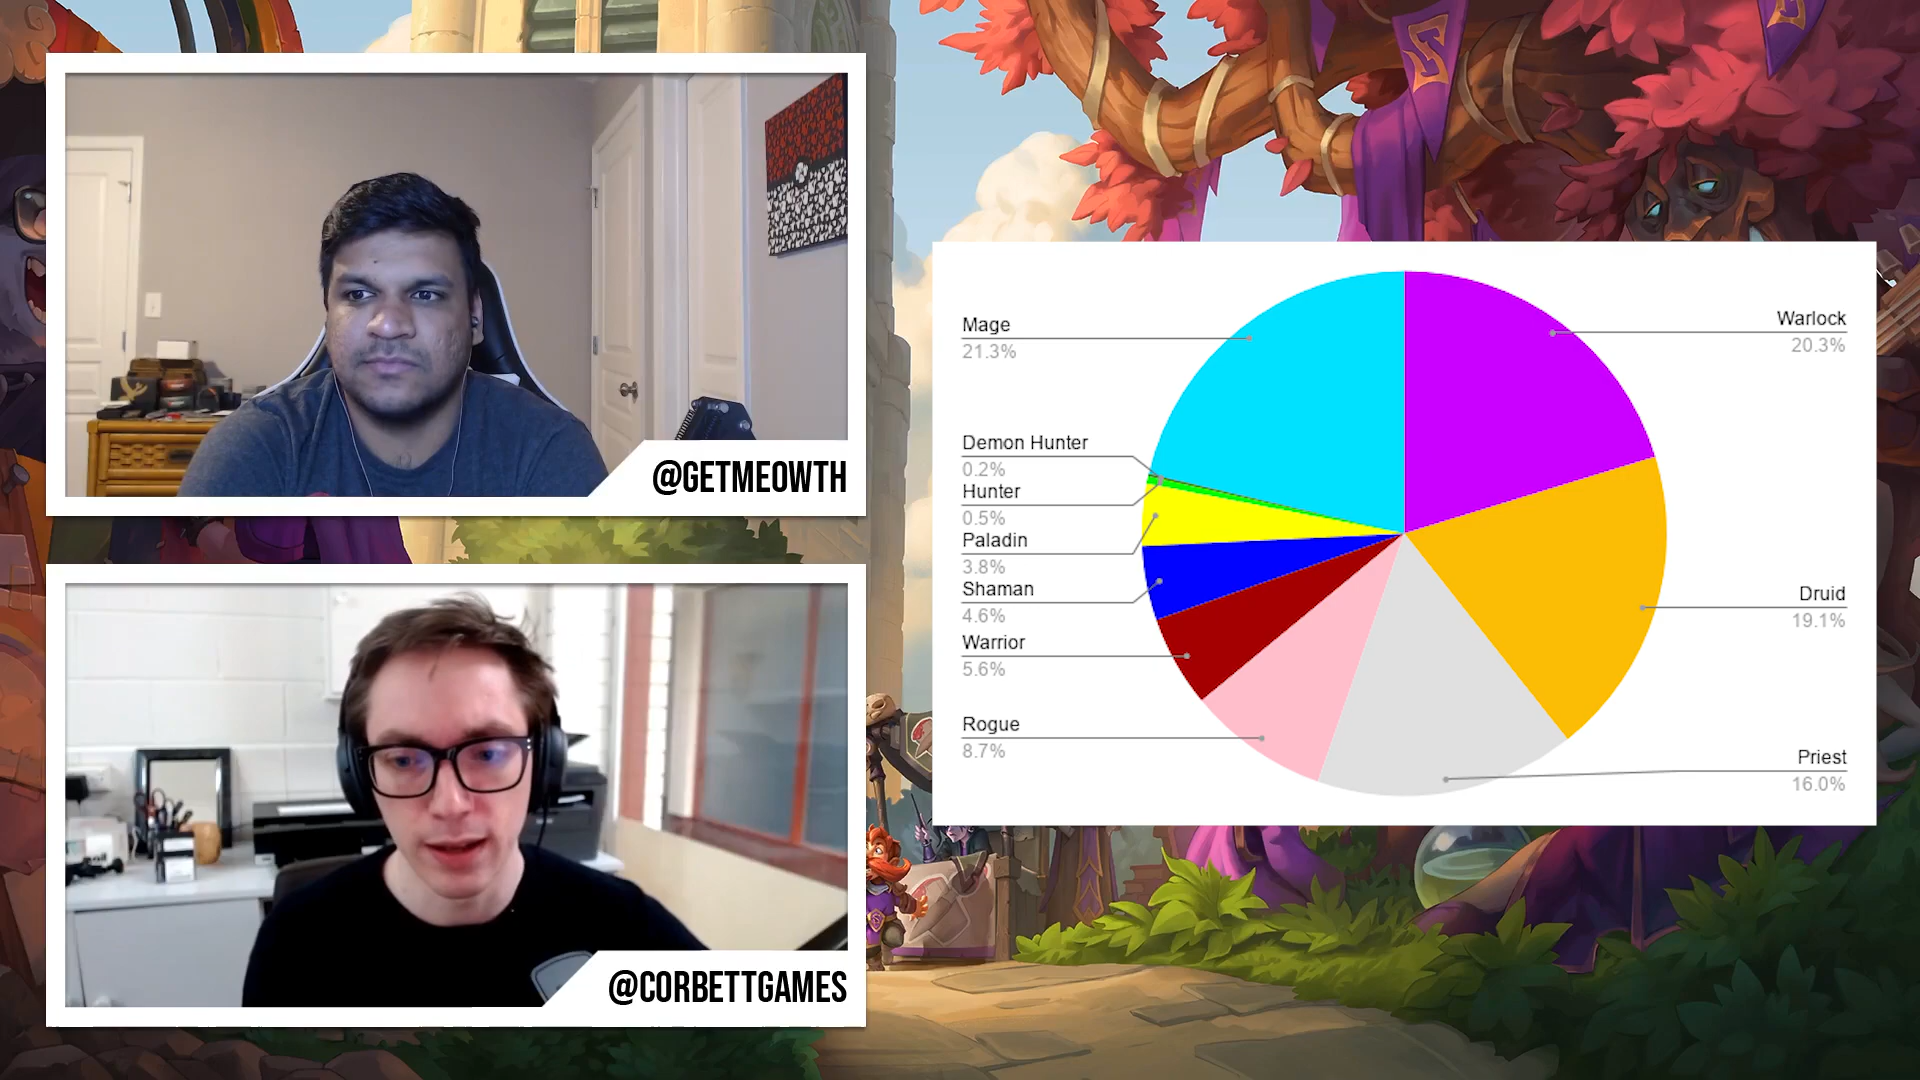 @GETMEOWTH
@CORBETTGAMES
Mage
21.3%
Demon Hunter
0.2%
Hunter
0.5%
Paladin
3.8%
Shaman
4.6%
Warrior
5.6%
Rogue
8.7%
Warlock
20.3%
Druid
19.1%
Priest
16.0%